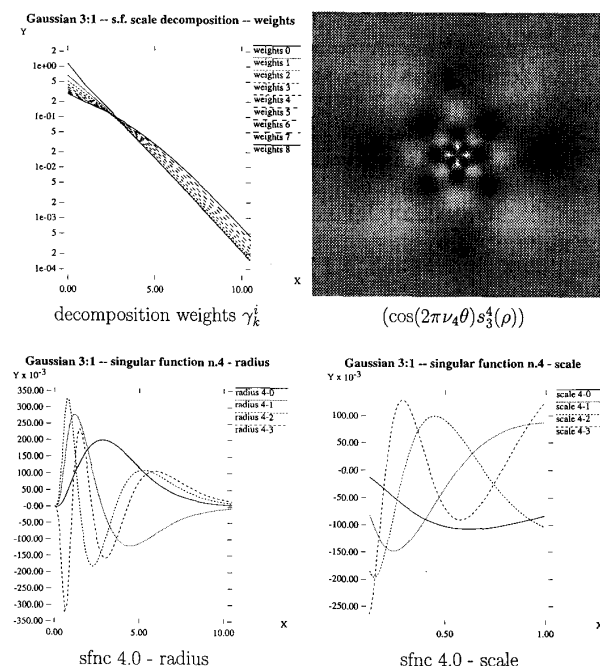 Gaussian 3:1 -- s.f. scale decomposition -- weights
Y
2
1e+00
5
2
1e-01
5
2
1e-02
5
2
1e-03
5
2
1e-04
0.00 5.00 10.00
X
weights 0
weights 1
weights 2
weights 3
weights 4
weights 5
weights 6
weights 7
weights 8
decomposition weights γₖⁱ
(cos(2πν₄θ)s₃⁴(ρ))
Gaussian 3:1 -- singular function n.4 - radius
Y x 10⁻³
350.00
300.00
250.00
200.00
150.00
100.00
50.00
-0.00
-50.00
-100.00
-150.00
-200.00
-250.00
-300.00
-350.00
0.00 5.00 10.00
X
radius 4-0
radius 4-1
radius 4-2
radius 4-3
sfnc 4.0 - radius
Gaussian 3:1 -- singular function n.4 - scale
Y x 10⁻³
100.00
50.00
-0.00
-50.00
-100.00
-150.00
-200.00
-250.00
0.50 1.00
X
scale 4-0
scale 4-1
scale 4-2
scale 4-3
sfnc 4.0 - scale